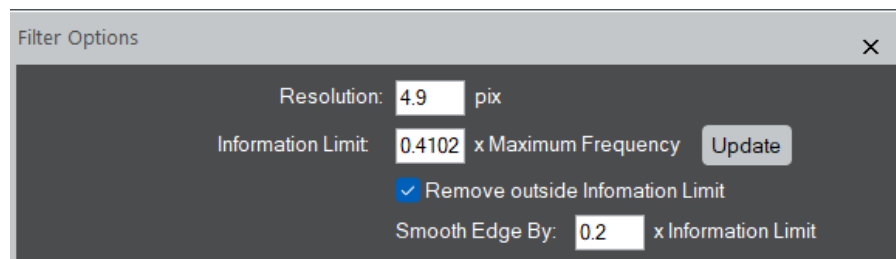 Filter Options
Resolution: 4.9 pix
Information Limit: 0.4102 x Maximum Frequency Update
Remove outside Infomation Limit
Smooth Edge By: 0.2 x Information Limit